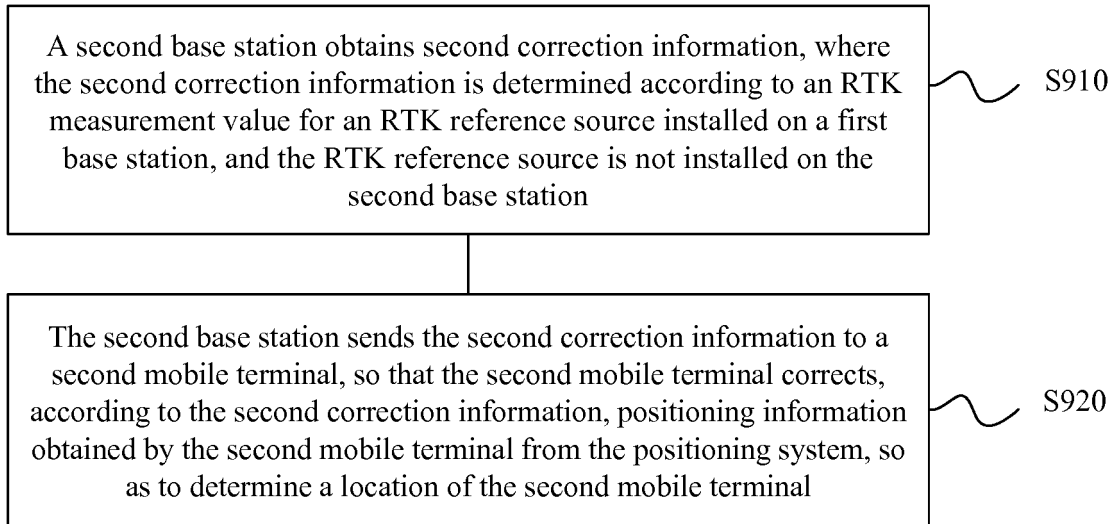 A second base station obtains second correction information, where
the second correction information is determined according to an RTK
measurement value for an RTK reference source installed on a first
base station, and the RTK reference source is not installed on the
second base station
S910
The second base station sends the second correction information to a
second mobile terminal, so that the second mobile terminal corrects,
according to the second correction information, positioning information
obtained by the second mobile terminal from the positioning system, so
as to determine a location of the second mobile terminal
S920